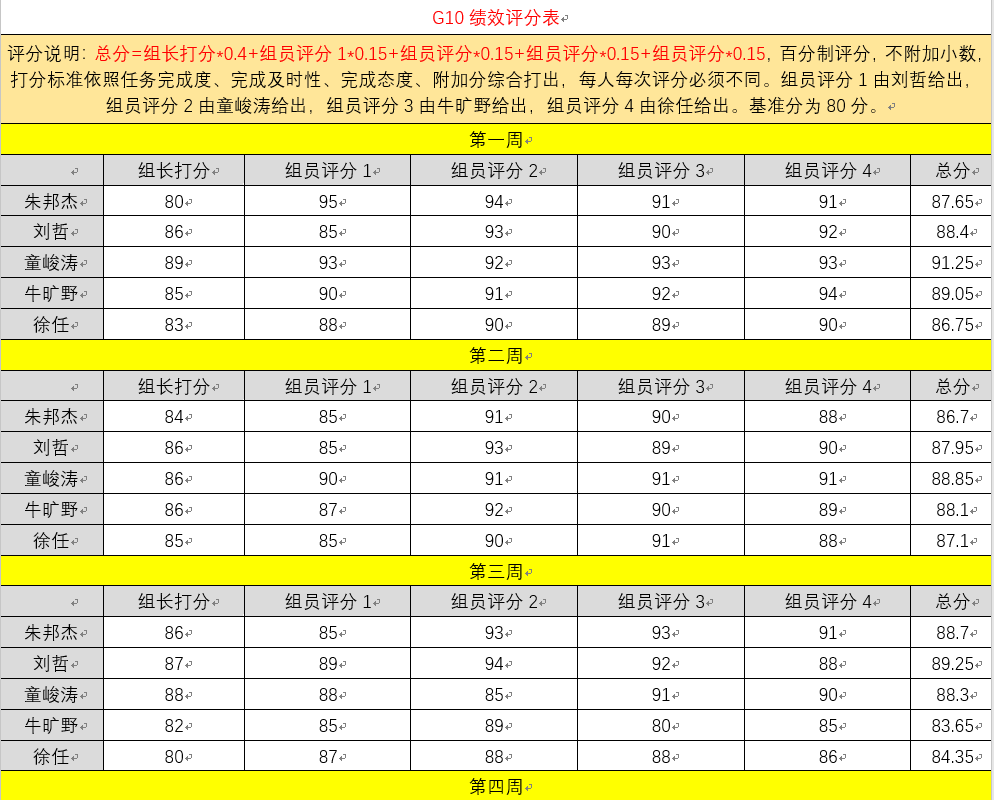 G10 绩效评分表
评分说明：总分=组长打分*0.4+组员评分 1*0.15+组员评分*0.15+组员评分*0.15+组员评分*0.15，百分制评分，不附加小数，
打分标准依照任务完成度、完成及时性、完成态度、附加分综合打出，每人每次评分必须不同。组员评分 1 由刘哲给出，
组员评分 2 由童峻涛给出，组员评分 3 由牛旷野给出，组员评分 4 由徐任给出。基准分为 80 分。
第一周
组长打分 组员评分 1 组员评分 2 组员评分 3 组员评分 4 总分
朱邦杰 80 95 94 91 91 87.65
刘哲 86 85 93 90 92 88.4
童峻涛 89 93 92 93 93 91.25
牛旷野 85 90 91 92 94 89.05
徐任 83 88 90 89 90 86.75
第二周
组长打分 组员评分 1 组员评分 2 组员评分 3 组员评分 4 总分
朱邦杰 84 85 91 90 88 86.7
刘哲 86 85 93 89 90 87.95
童峻涛 86 90 91 91 91 88.85
牛旷野 86 87 92 90 89 88.1
徐任 85 85 90 91 88 87.1
第三周
组长打分 组员评分 1 组员评分 2 组员评分 3 组员评分 4 总分
朱邦杰 86 85 93 93 91 88.7
刘哲 87 89 94 92 88 89.25
童峻涛 88 88 85 91 90 88.3
牛旷野 82 85 89 80 85 83.65
徐任 80 87 88 88 86 84.35
第四周